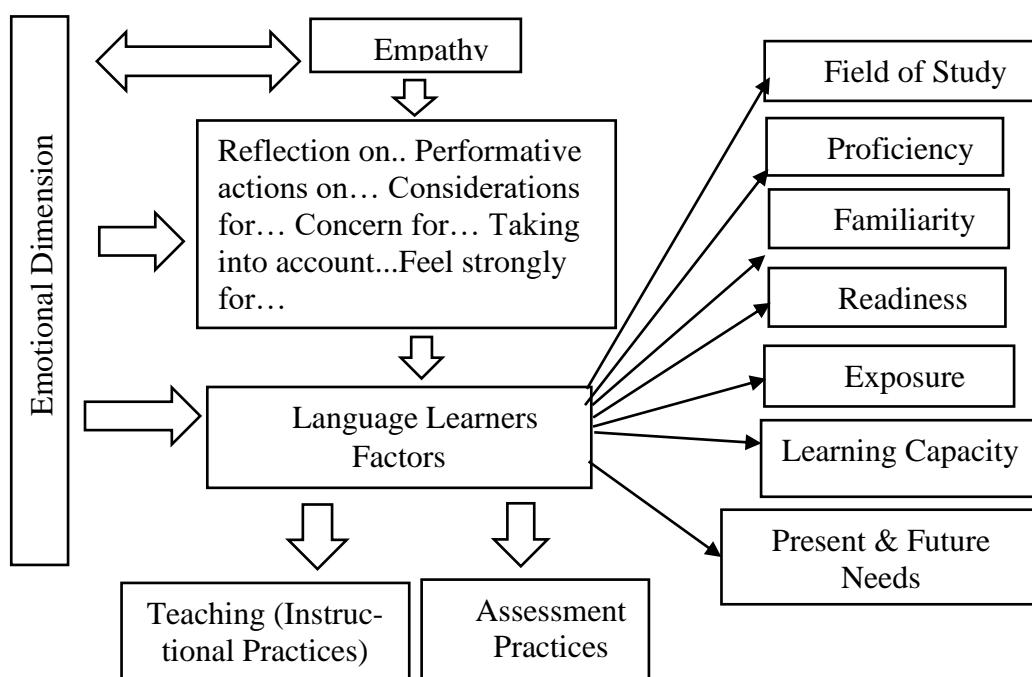 Emotional Dimension
Empathy
Reflection on.. Performative
actions on… Considerations
for… Concern for… Taking
into account...Feel strongly
for…
Language Learners
Factors
Teaching (Instruc-
tional Practices)
Assessment
Practices
Field of Study
Proficiency
Familiarity
Readiness
Exposure
Learning Capacity
Present & Future
Needs